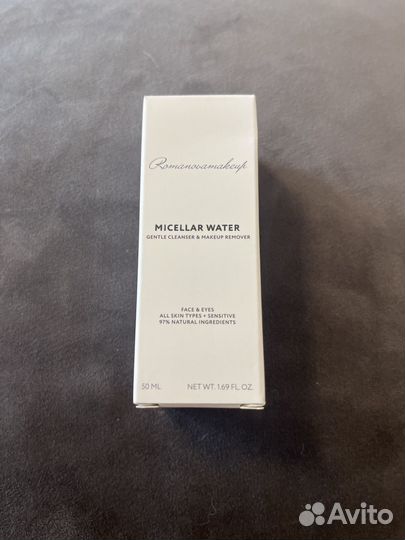 Romanovamakeup
MICELLAR WATER
GENTLE CLEANSER & MAKEUP REMOVER
FACE & EYES
ALL SKIN TYPES + SENSITIVE
97% NATURAL INGREDIENTS
50 ML NET WT. 1.69 FL. OZ.
Avito